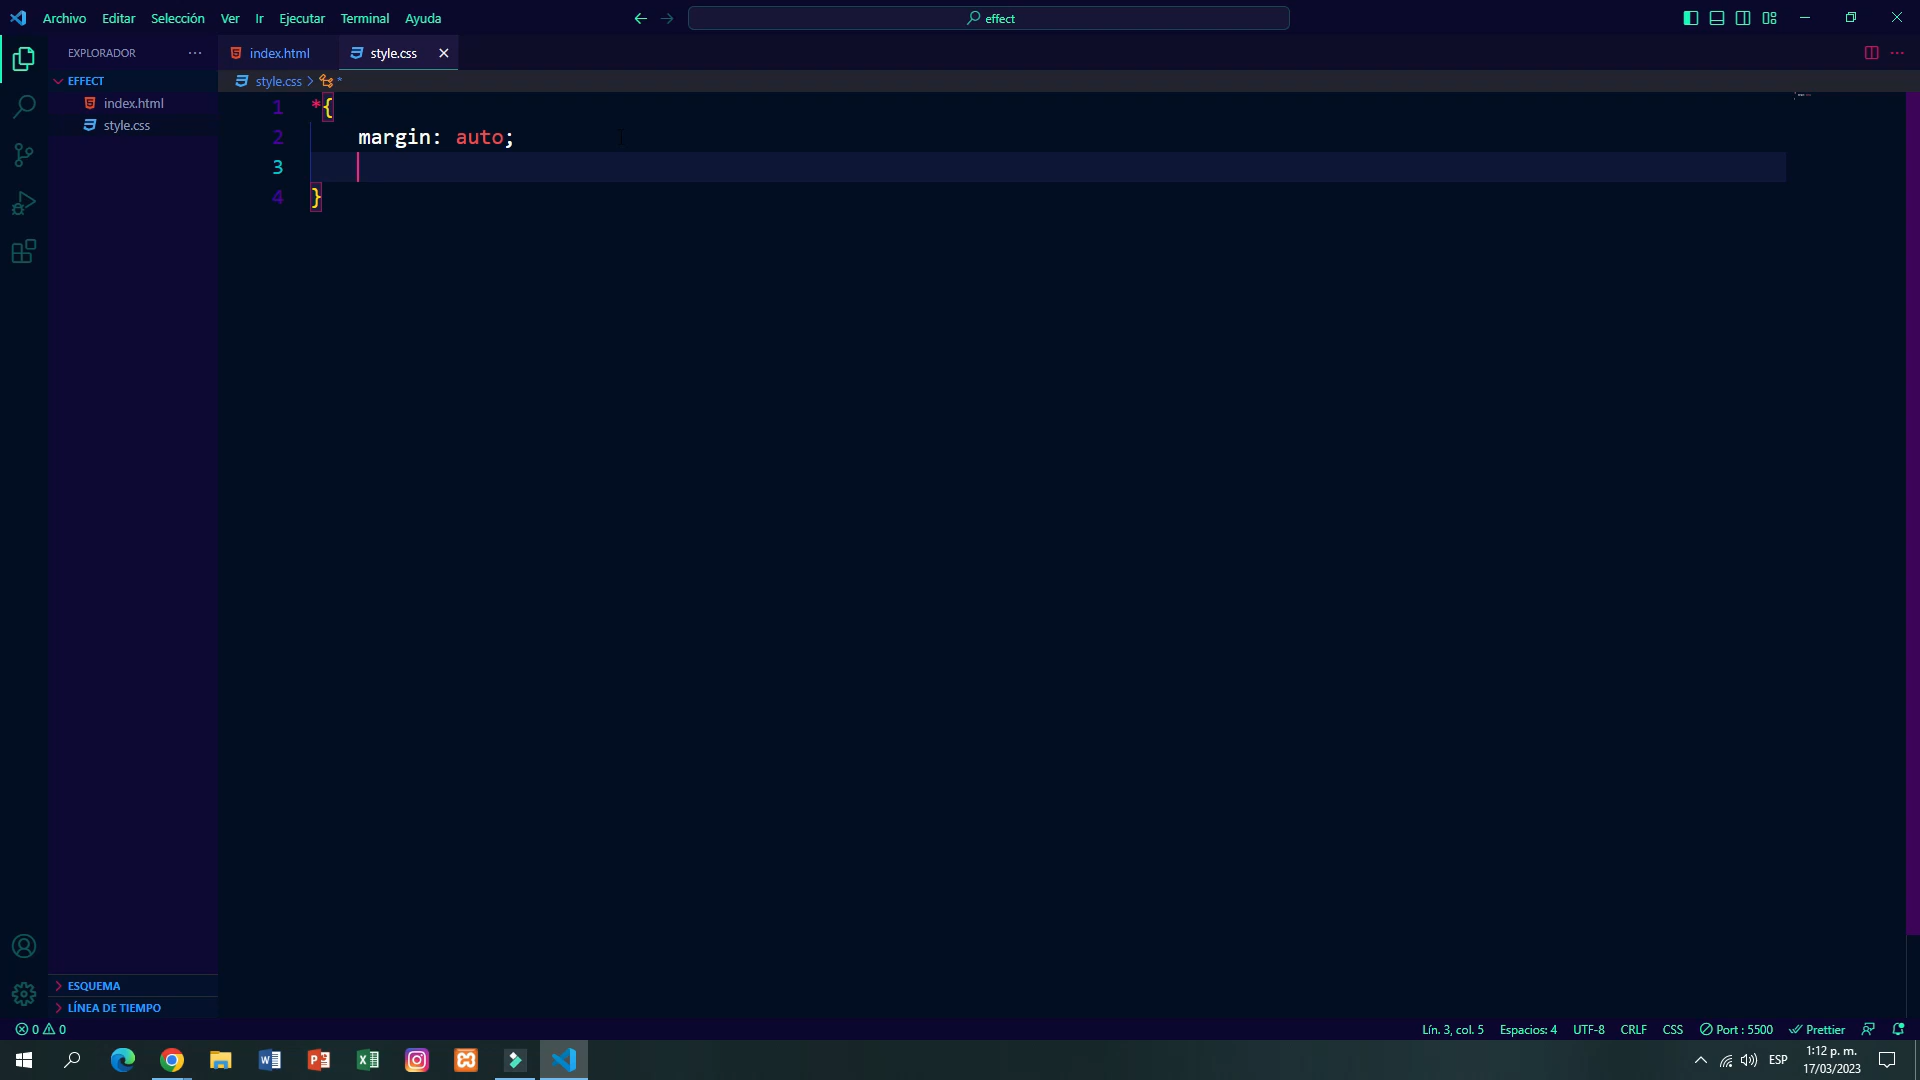 Archivo Editar Selección Ver Ir Ejecutar Terminal Ayuda
effect
EXPLORADOR
index.html
style.css
EFFECT
style.css > *
index.html
style.css
1 *{
2 margin: auto;
3
4 }
ESQUEMA
LÍNEA DE TIEMPO
0 0
Lín. 3, col. 5 Espacios: 4 UTF-8 CRLF CSS Port : 5500 Prettier
ESP
1:12 p. m.
17/03/2023